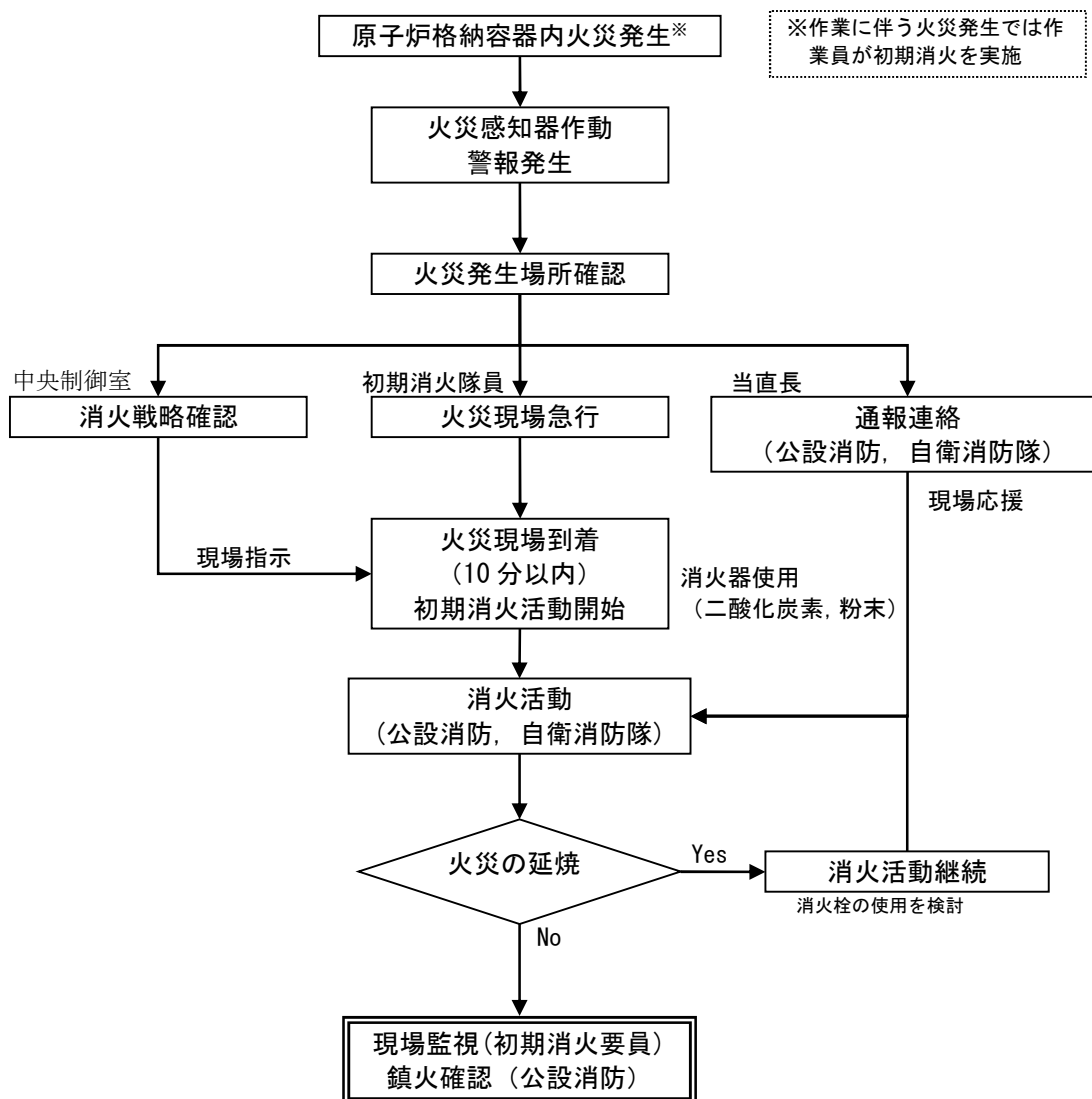 原子炉格納容器内火災発生※
※作業に伴う火災発生では作
業員が初期消火を実施
火災感知器作動
警報発生
火災発生場所確認
中央制御室
消火戦略確認
初期消火隊員
火災現場急行
当直長
通報連絡
（公設消防，自衛消防隊）
現場応援
現場指示
火災現場到着
（10分以内）
初期消火活動開始
消火器使用
（二酸化炭素，粉末）
消火活動
（公設消防，自衛消防隊）
火災の延焼
Yes
消火活動継続
消火栓の使用を検討
No
現場監視（初期消火要員）
鎮火確認（公設消防）